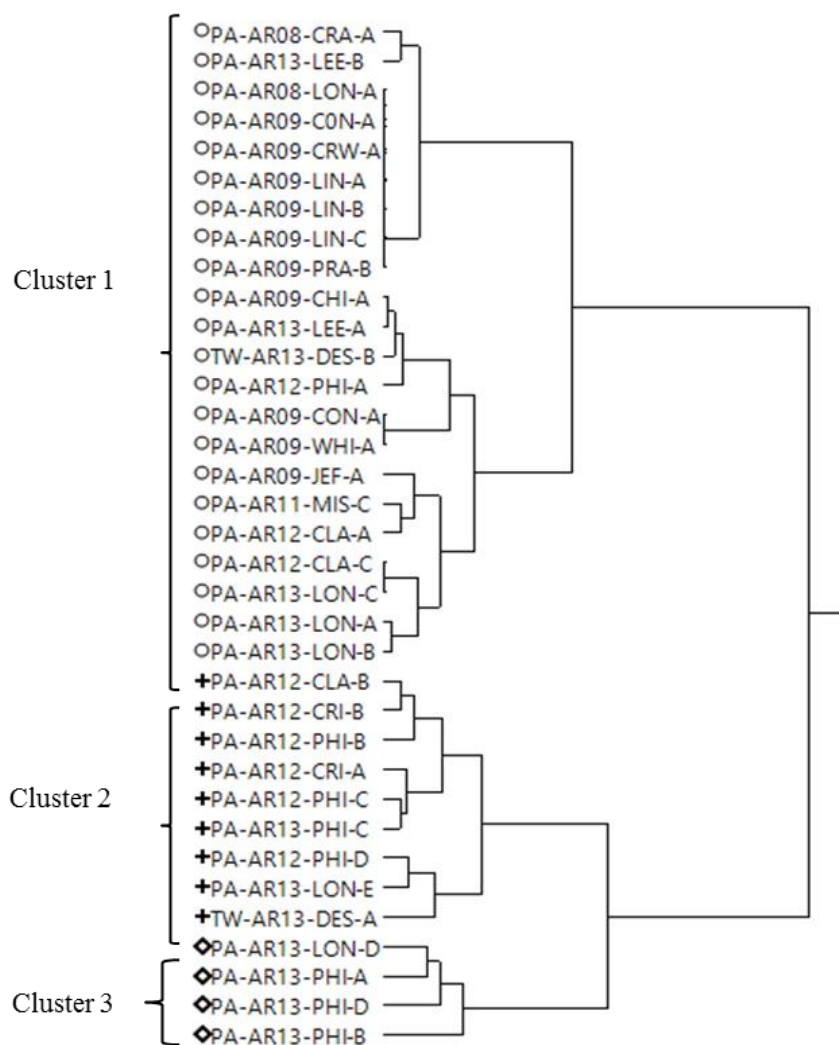 PA-AR08-CRA-A
PA-AR13-LEE-B
PA-AR08-LON-A
PA-AR09-C0N-A
PA-AR09-CRW-A
PA-AR09-LIN-A
PA-AR09-LIN-B
PA-AR09-LIN-C
PA-AR09-PRA-B
Cluster 1
PA-AR09-CHI-A
PA-AR13-LEE-A
TW-AR13-DES-B
PA-AR12-PHI-A
PA-AR09-CON-A
PA-AR09-WHI-A
PA-AR09-JEF-A
PA-AR11-MIS-C
PA-AR12-CLA-A
PA-AR12-CLA-C
PA-AR13-LON-C
PA-AR13-LON-A
PA-AR13-LON-B
PA-AR12-CLA-B
PA-AR12-CRI-B
PA-AR12-PHI-B
PA-AR12-CRI-A
Cluster 2
PA-AR12-PHI-C
PA-AR13-PHI-C
PA-AR12-PHI-D
PA-AR13-LON-E
TW-AR13-DES-A
PA-AR13-LON-D
PA-AR13-PHI-A
Cluster 3
PA-AR13-PHI-D
PA-AR13-PHI-B